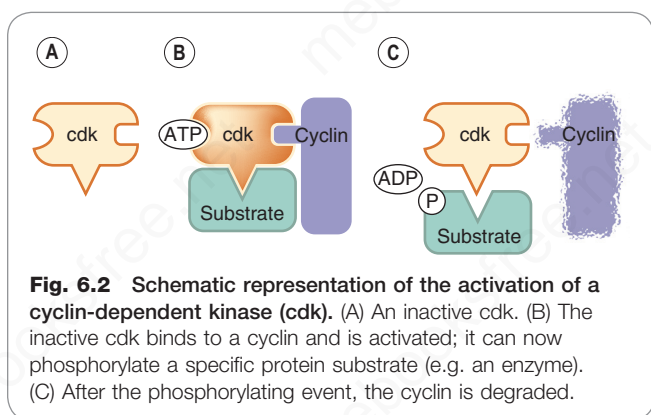 A
B
C
cdk
ATP
cdk
Cyclin
Substrate
cdk
Cyclin
ADP
P
Substrate
Fig. 6.2 Schematic representation of the activation of a
cyclin-dependent kinase (cdk). (A) An inactive cdk. (B) The
inactive cdk binds to a cyclin and is activated; it can now
phosphorylate a specific protein substrate (e.g. an enzyme).
(C) After the phosphorylating event, the cyclin is degraded.